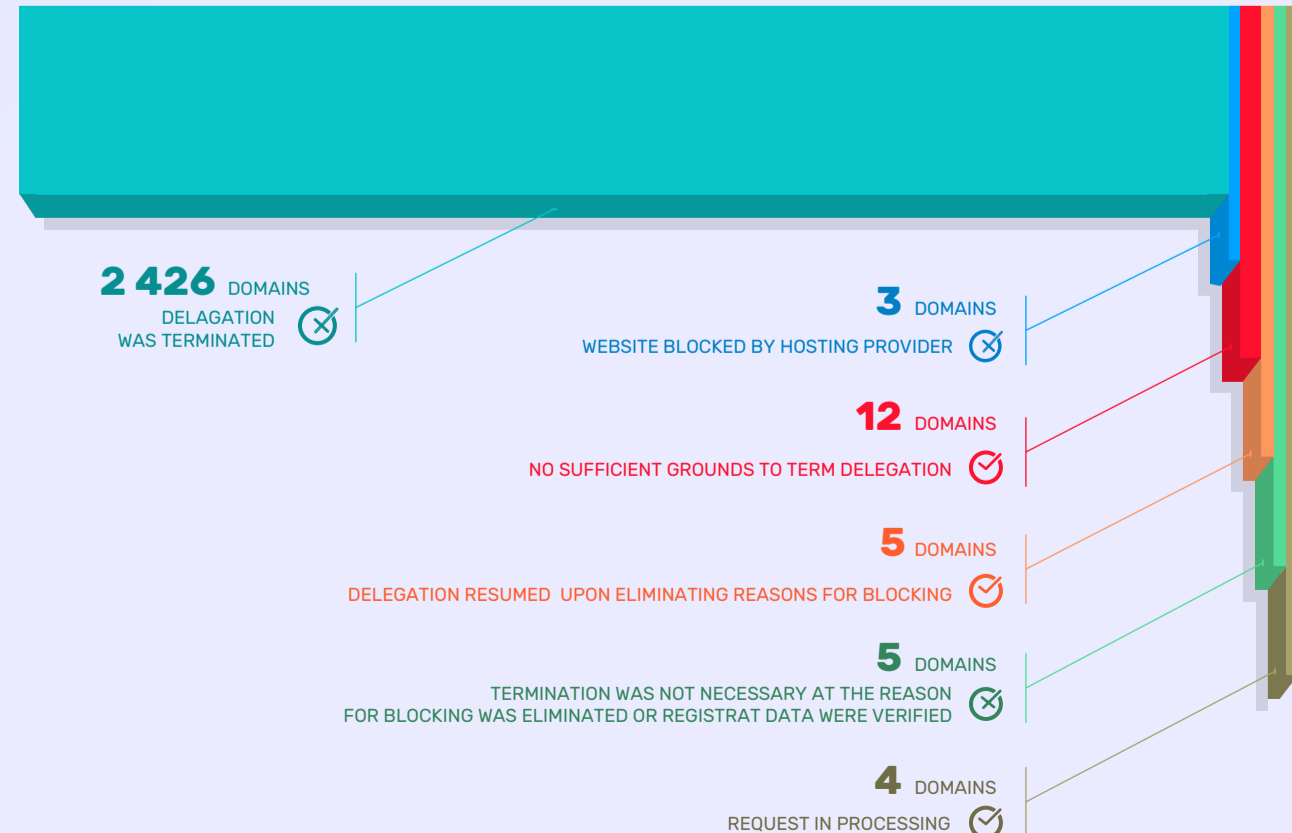 2 426 DOMAINS
DELAGATION
WAS TERMINATED
3 DOMAINS
WEBSITE BLOCKED BY HOSTING PROVIDER
12 DOMAINS
NO SUFFICIENT GROUNDS TO TERM DELEGATION
5 DOMAINS
DELEGATION RESUMED UPON ELIMINATING REASONS FOR BLOCKING
5 DOMAINS
TERMINATION WAS NOT NECESSARY AT THE REASON
FOR BLOCKING WAS ELIMINATED OR REGISTRAT DATA WERE VERIFIED
4 DOMAINS
REQUEST IN PROCESSING